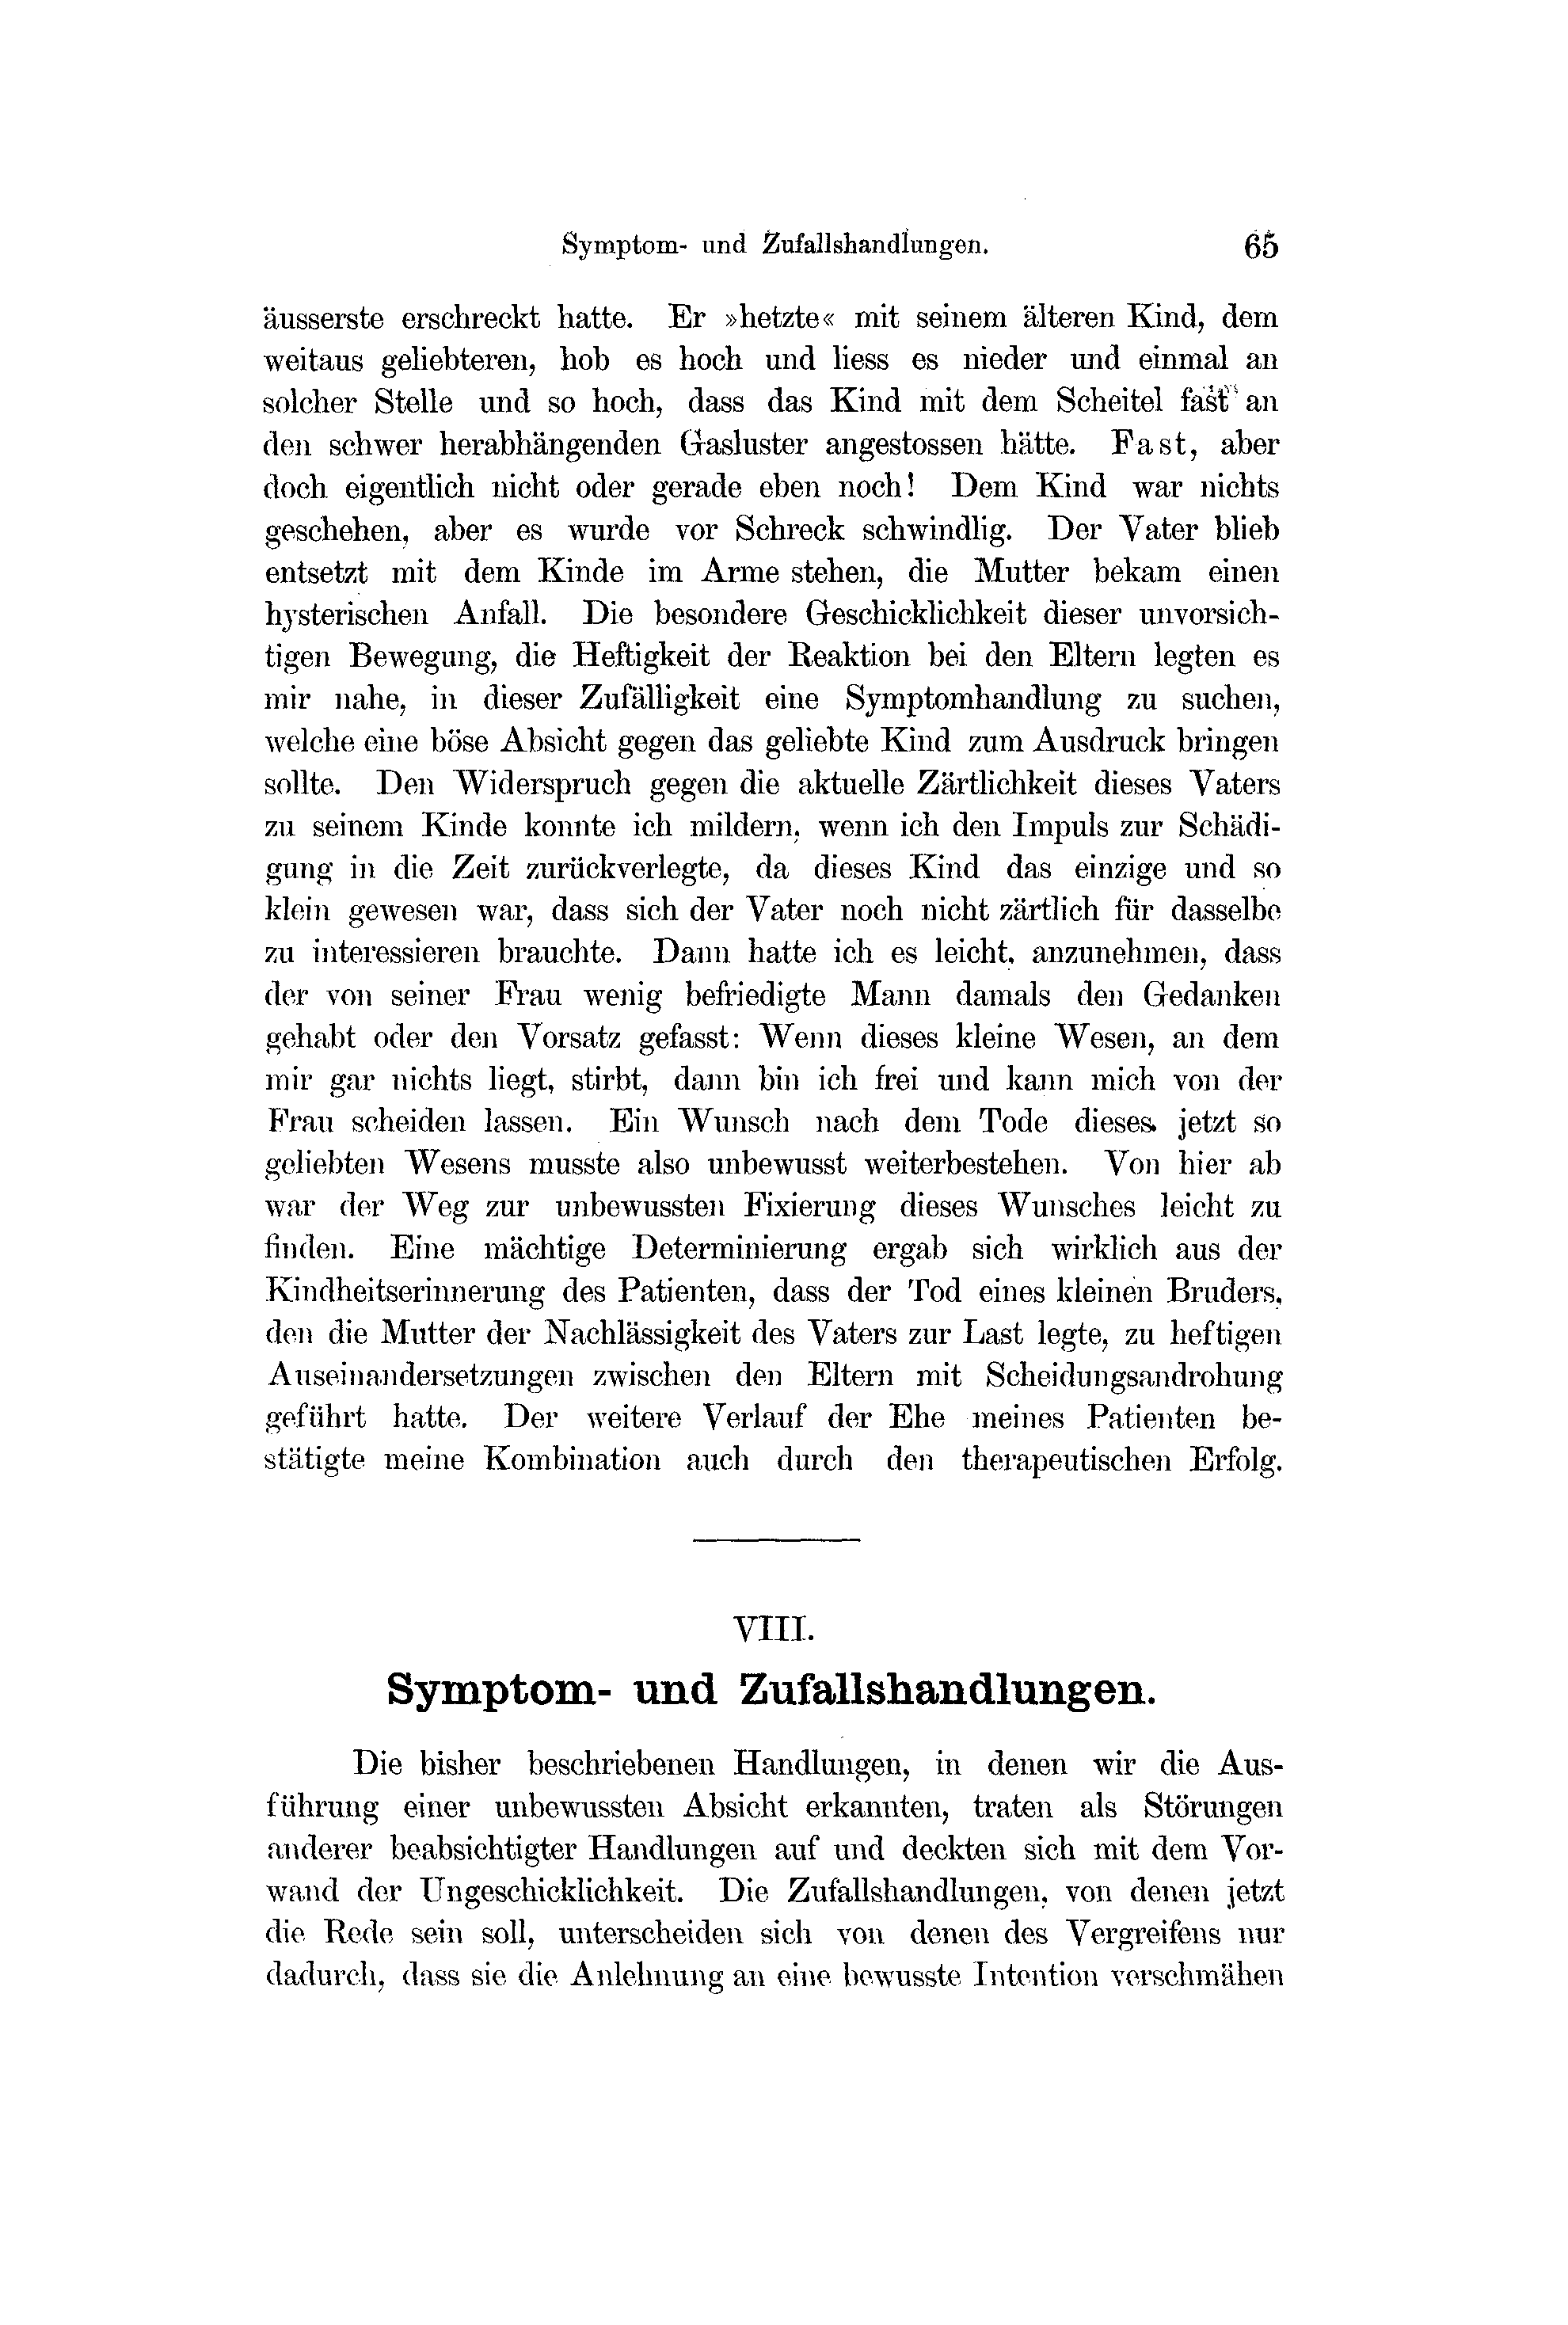 Symptom- und Zufallshandlungen. 65
äusserste erschreckt hatte. Er »hetzte« mit seinem älteren Kind, dem
weitaus geliebteren, hob es hoch und liess es nieder und einmal an
solcher Stelle und so hoch, dass das Kind mit dem Scheitel fast an
den schwer herabhängenden Gasluster angestossen hätte. Fast, aber
doch eigentlich nicht oder gerade eben noch! Dem Kind war nichts
geschehen, aber es wurde vor Schreck schwindlig. Der Vater blieb
entsetzt mit dem Kinde im Arme stehen, die Mutter bekam einen
hysterischen Anfall. Die besondere Geschicklichkeit dieser unvorsich-
tigen Bewegung, die Heftigkeit der Reaktion bei den Eltern legten es
mir nahe, in dieser Zufälligkeit eine Symptomhandlung zu suchen,
welche eine böse Absicht gegen das geliebte Kind zum Ausdruck bringen
sollte. Den Widerspruch gegen die aktuelle Zärtlichkeit dieses Vaters
zu seinem Kinde konnte ich mildern, wenn ich den Impuls zur Schädi-
gung in die Zeit zurückverlegte, da dieses Kind das einzige und so
klein gewesen war, dass sich der Vater noch nicht zärtlich für dasselbe
zu interessieren brauchte. Dann hatte ich es leicht, anzunehmen, dass
der von seiner Frau wenig befriedigte Mann damals den Gedanken
gehabt oder den Vorsatz gefasst: Wenn dieses kleine Wesen, an dem
mir gar nichts liegt, stirbt, dann bin ich frei und kann mich von der
Frau scheiden lassen. Ein Wunsch nach dem Tode dieses jetzt so
geliebten Wesens musste also unbewusst weiterbestehen. Von hier ab
war der Weg zur unbewussten Fixierung dieses Wunsches leicht zu
finden. Eine mächtige Determinierung ergab sich wirklich aus der
Kindheitserinnerung des Patienten, dass der Tod eines kleinen Bruders,
den die Mutter der Nachlässigkeit des Vaters zur Last legte, zu heftigen
Auseinandersetzungen zwischen den Eltern mit Scheidungsandrohung
geführt hatte. Der weitere Verlauf der Ehe meines Patienten be-
stätigte meine Kombination auch durch den therapeutischen Erfolg.
VIII.
Symptom- und Zufallshandlungen.
Die bisher beschriebenen Handlungen, in denen wir die Aus-
führung einer unbewussten Absicht erkannten, traten als Störungen
anderer beabsichtigter Handlungen auf und deckten sich mit dem Vor-
wand der Ungeschicklichkeit. Die Zufallshandlungen, von denen jetzt
die Rede sein soll, unterscheiden sich von denen des Vergreifens nur
dadurch, dass sie die Anlehnung an eine bewusste Intention verschmähen